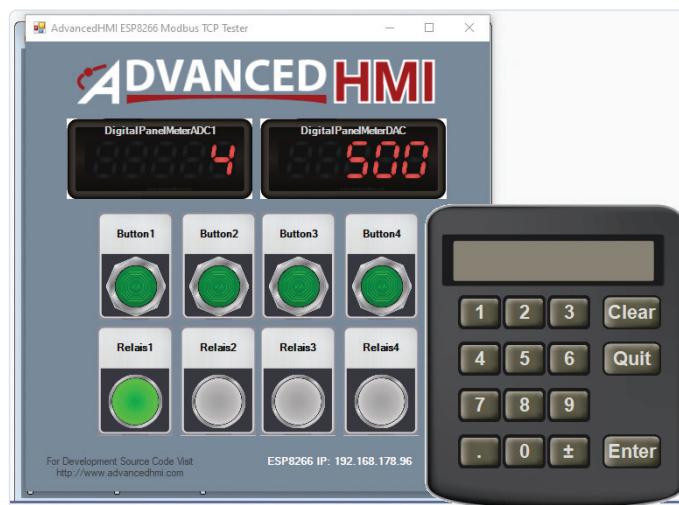 AdvancedHMI ESP8266 Modbus TCP Tester
ADVANCED HMI
DigitalPanelMeterADC1
DigitalPanelMeterDAC
4
500
Button1
Button2
Button3
Button4
Relais1
Relais2
Relais3
Relais4
For Development Source Code Visit
http://www.advancedhmi.com
ESP8266 IP: 192.168.178.96
1 2 3 Clear
4 5 6 Quit
7 8 9
. 0 ± Enter